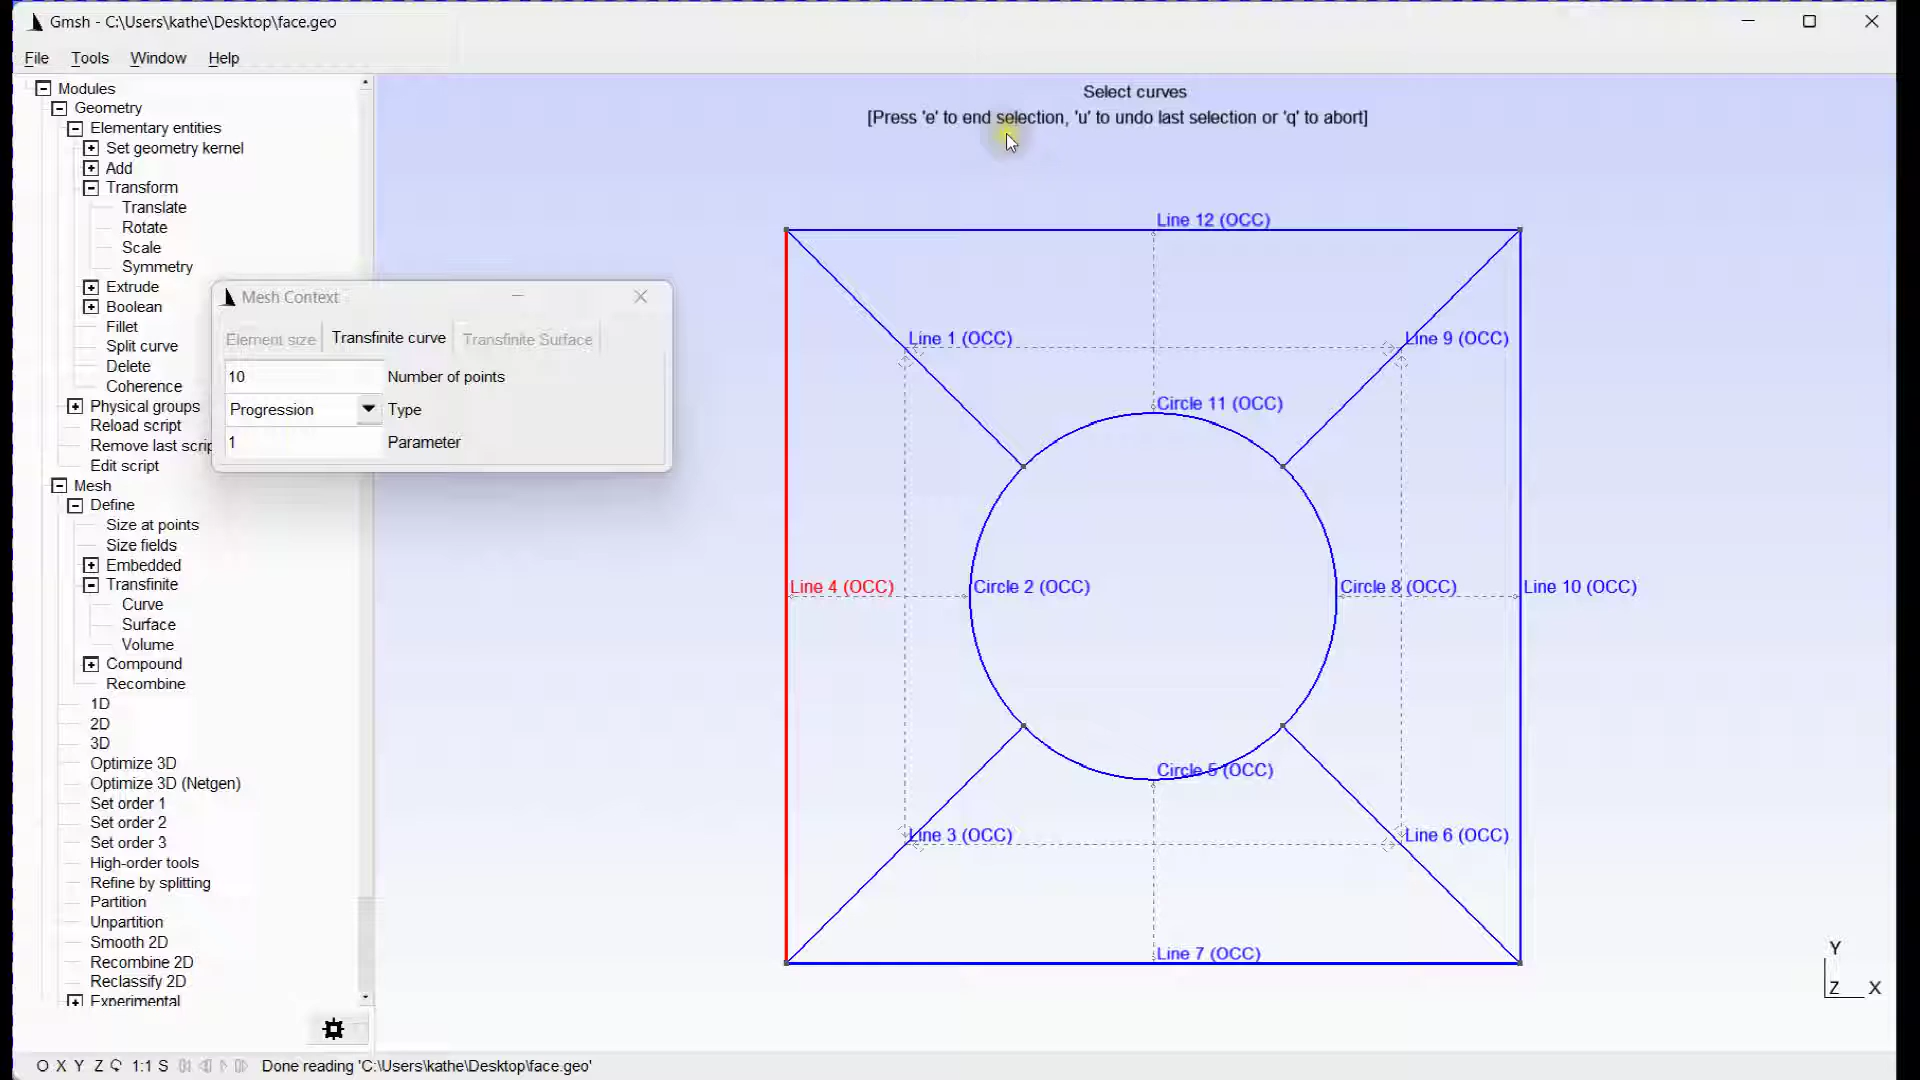 Gmsh - C:\Users\kathe\Desktop\face.geo
File Tools Window Help
Modules
Geometry
Elementary entities
Set geometry kernel
Add
Transform
Translate
Rotate
Scale
Symmetry
Extrude
Boolean
Fillet
Split curve
Delete
Coherence
Physical groups
Reload script
Remove last scrip
Edit script
Mesh
Define
Size at points
Size fields
Embedded
Transfinite
Curve
Surface
Volume
Compound
Recombine
1D
2D
3D
Optimize 3D
Optimize 3D (Netgen)
Set order 1
Set order 2
Set order 3
High-order tools
Refine by splitting
Partition
Unpartition
Smooth 2D
Recombine 2D
Reclassify 2D
Experimental
Mesh Context
Element size Transfinite curve Transfinite Surface
10 Number of points
Progression Type
1 Parameter
Select curves
[Press 'e' to end selection, 'u' to undo last selection or 'q' to abort]
Line 12 (OCC)
Line 1 (OCC) Line 9 (OCC)
Circle 11 (OCC)
Line 4 (OCC) Circle 2 (OCC) Circle 8 (OCC) Line 10 (OCC)
Circle 5 (OCC)
Line 3 (OCC) Line 6 (OCC)
Line 7 (OCC)
Y
Z X
O X Y Z 1:1 S Done reading 'C:\Users\kathe\Desktop\face.geo'